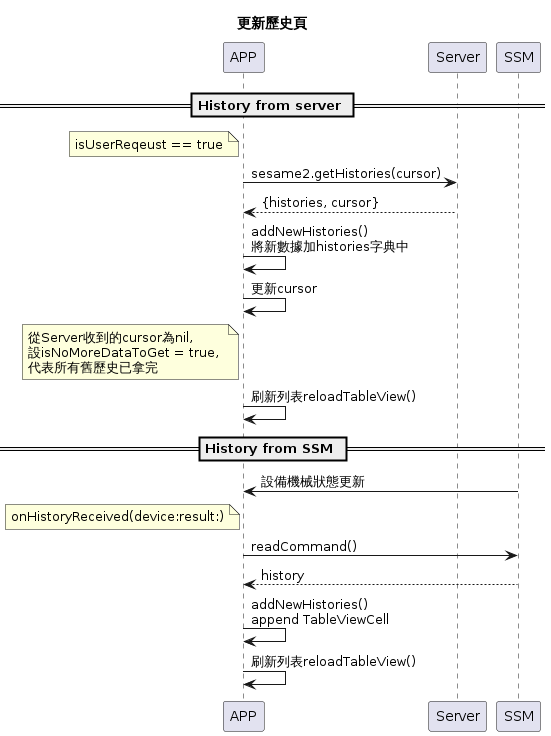 更新歷史頁
APP
Server
SSM
History from server
isUserReqeust == true
sesame2.getHistories(cursor)
{histories, cursor}
addNewHistories()
將新數據加histories字典中
更新cursor
從Server收到的cursor為nil,
設isNoMoreDataToGet = true,
代表所有舊歷史已拿完
刷新列表reloadTableView()
History from SSM
設備機械狀態更新
onHistoryReceived(device:result:)
readCommand()
history
addNewHistories()
append TableViewCell
刷新列表reloadTableView()
APP
Server
SSM